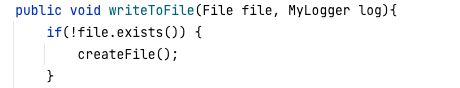 public void writeToFile(File file, MyLogger log){
    if(!file.exists()) {
        createFile();
    }